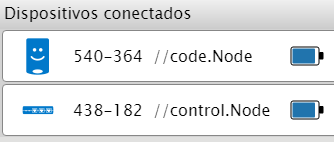 Dispositivos conectados
540-364 //code.Node
438-182 //control.Node